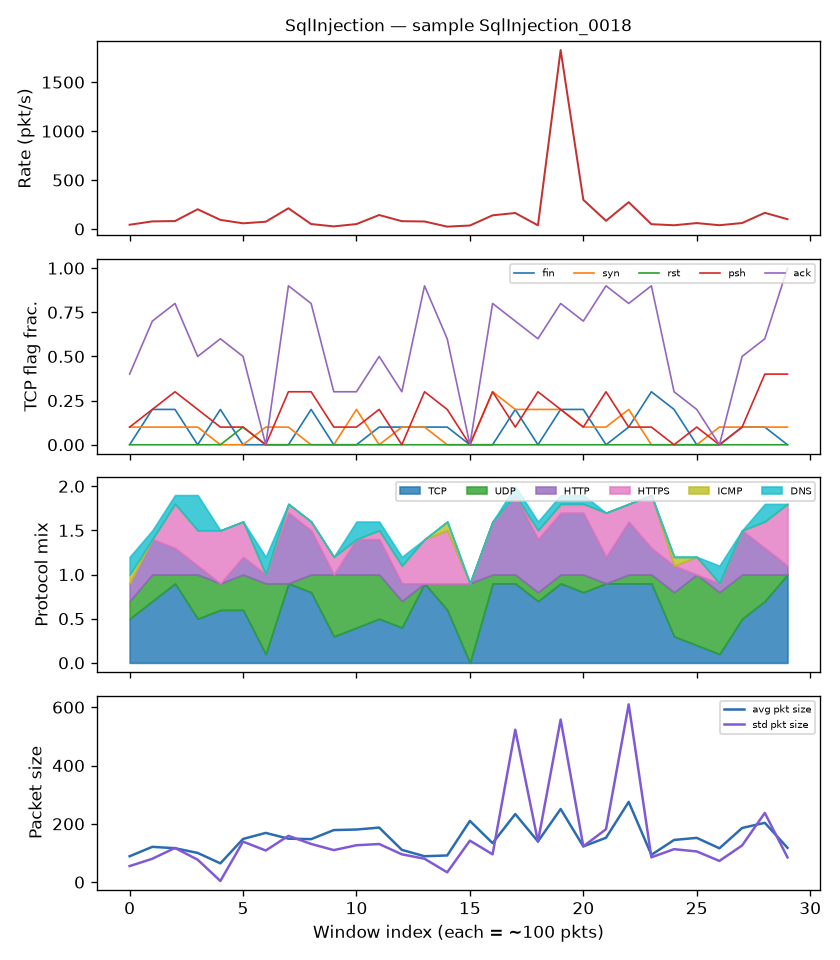 SqlInjection — sample SqlInjection_0018
Rate (pkt/s)
1500
1000
500
0
TCP flag frac.
1.00
0.75
0.50
0.25
0.00
fin syn rst psh ack
Protocol mix
2.0
1.5
1.0
0.5
0.0
TCP UDP HTTP HTTPS ICMP DNS
Packet size
600
400
200
0
avg pkt size
std pkt size
0 5 10 15 20 25 30
Window index (each = ~100 pkts)